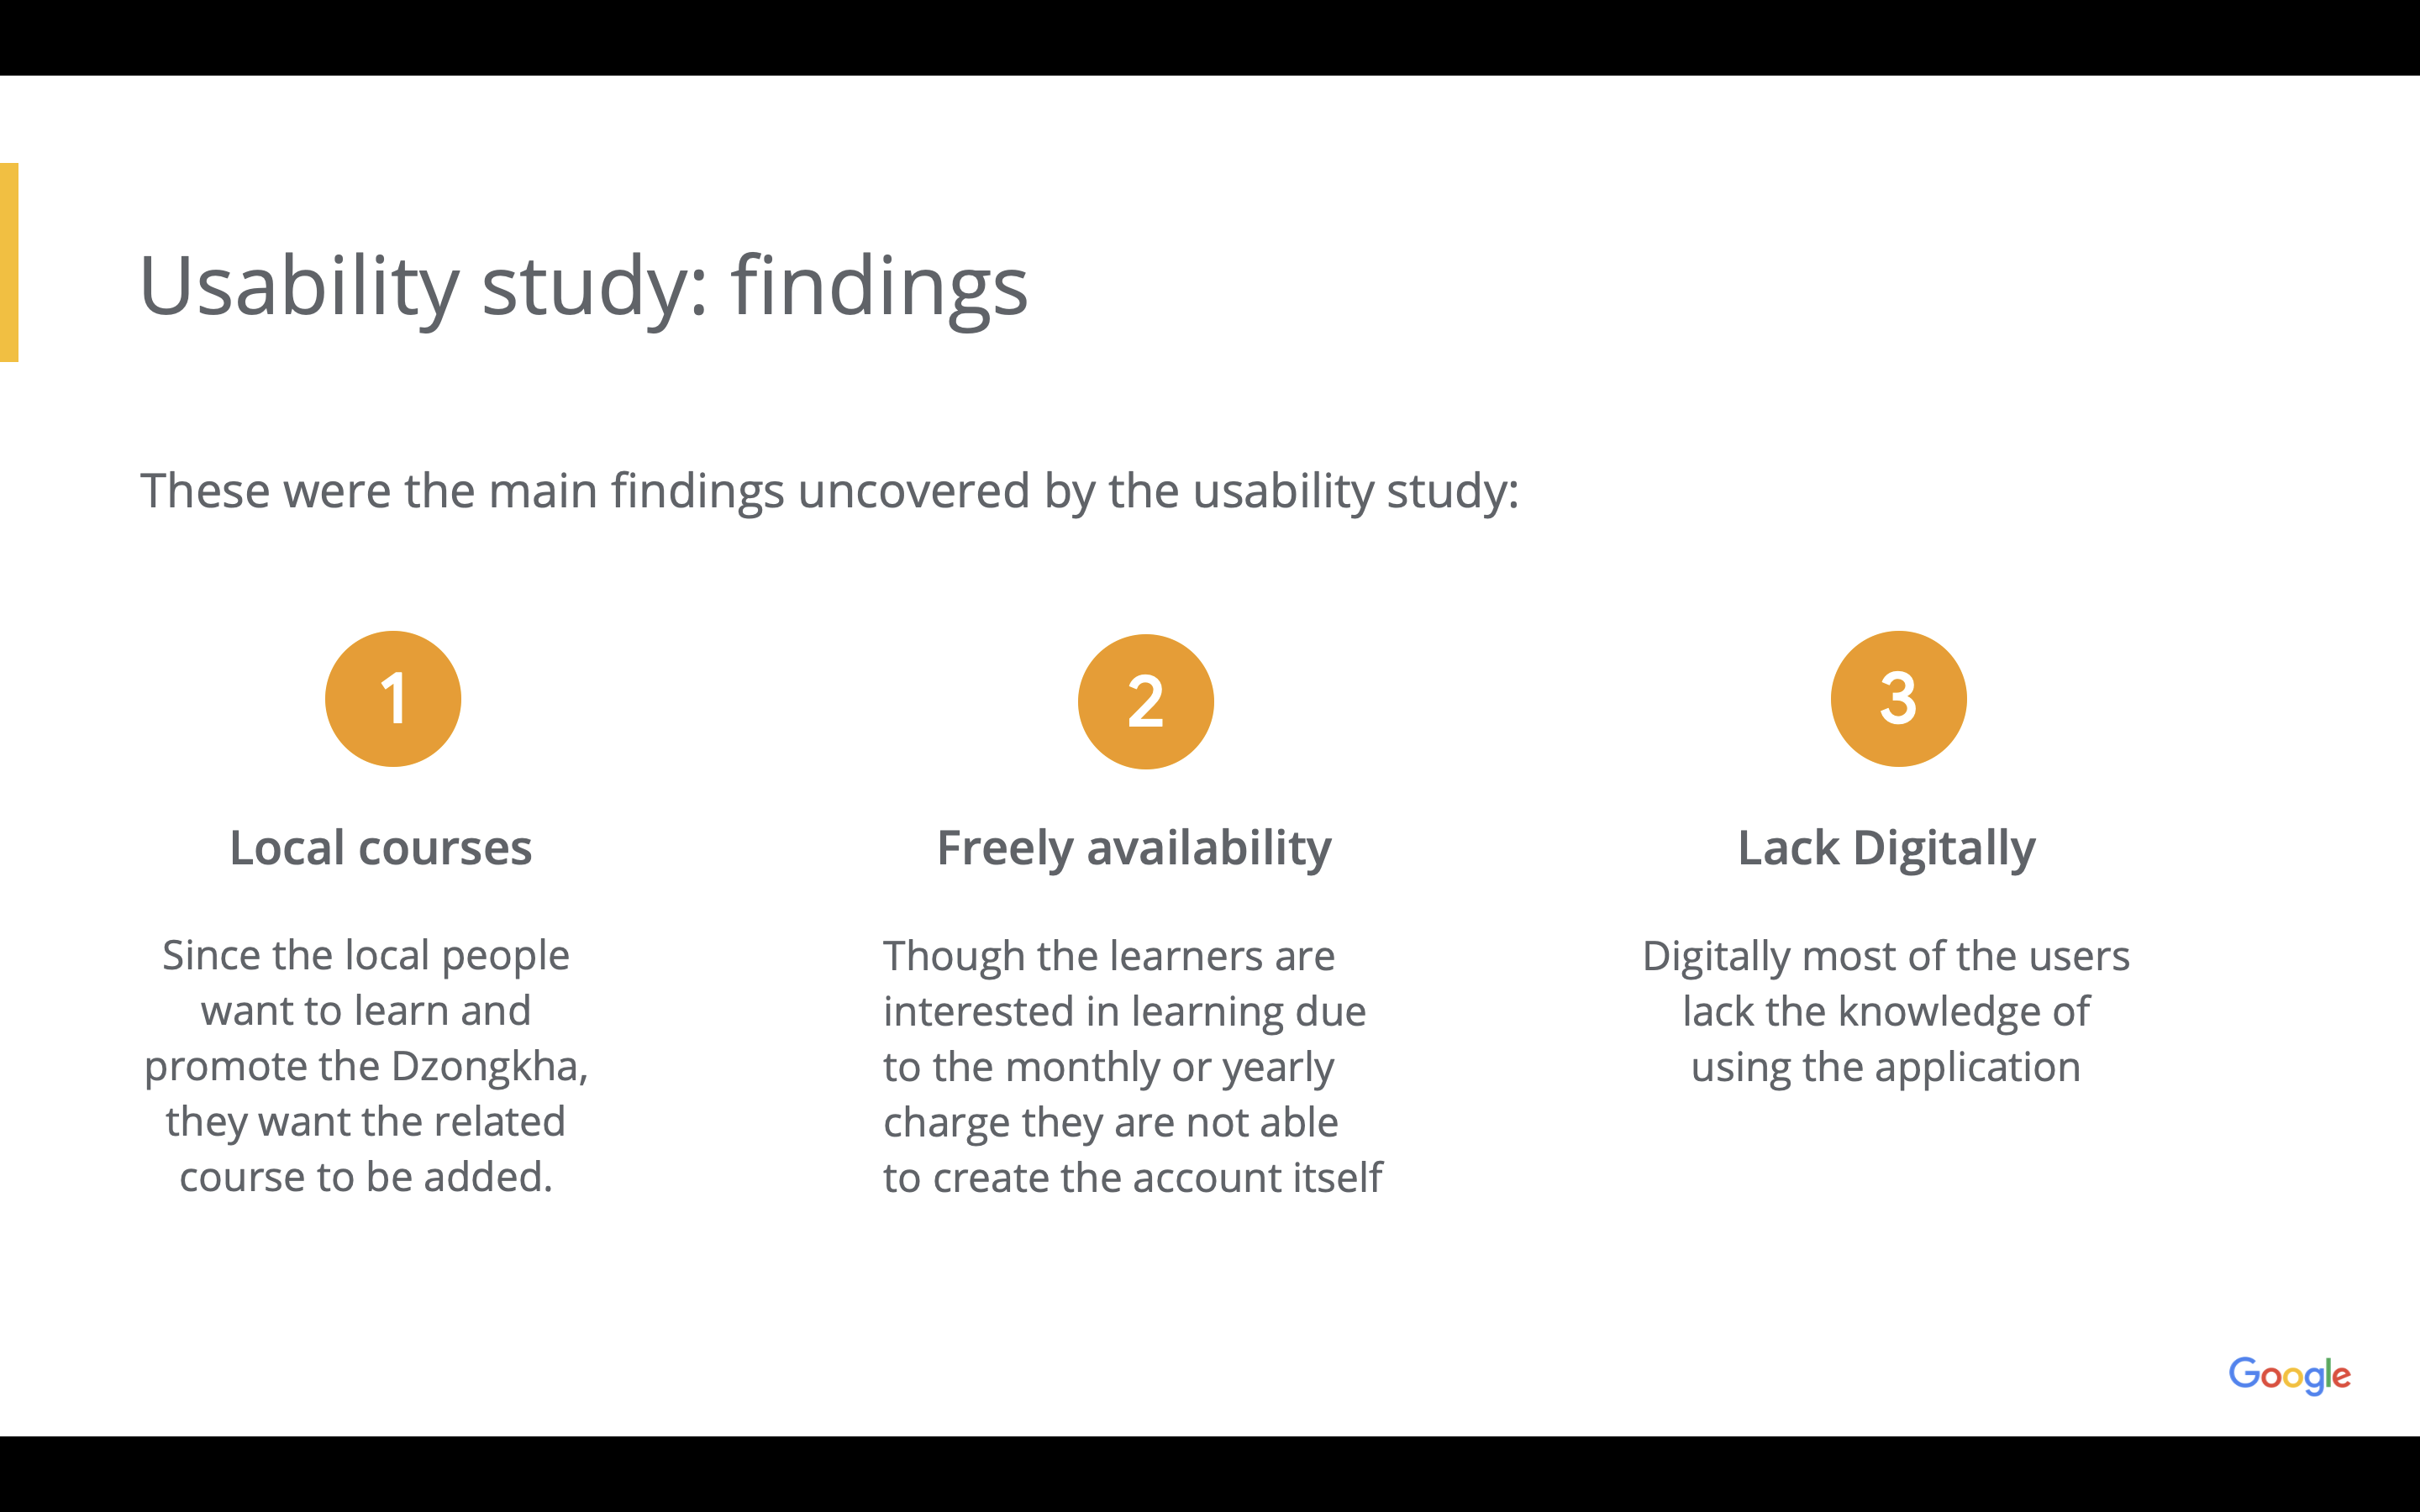 Usability study: findings
These were the main findings uncovered by the usability study:
1
Local courses
Since the local people
want to learn and
promote the Dzongkha,
they want the related
course to be added.
2
Freely availability
Though the learners are
interested in learning due
to the monthly or yearly
charge they are not able
to create the account itself
3
Lack Digitally
Digitally most of the users
lack the knowledge of
using the application
Google